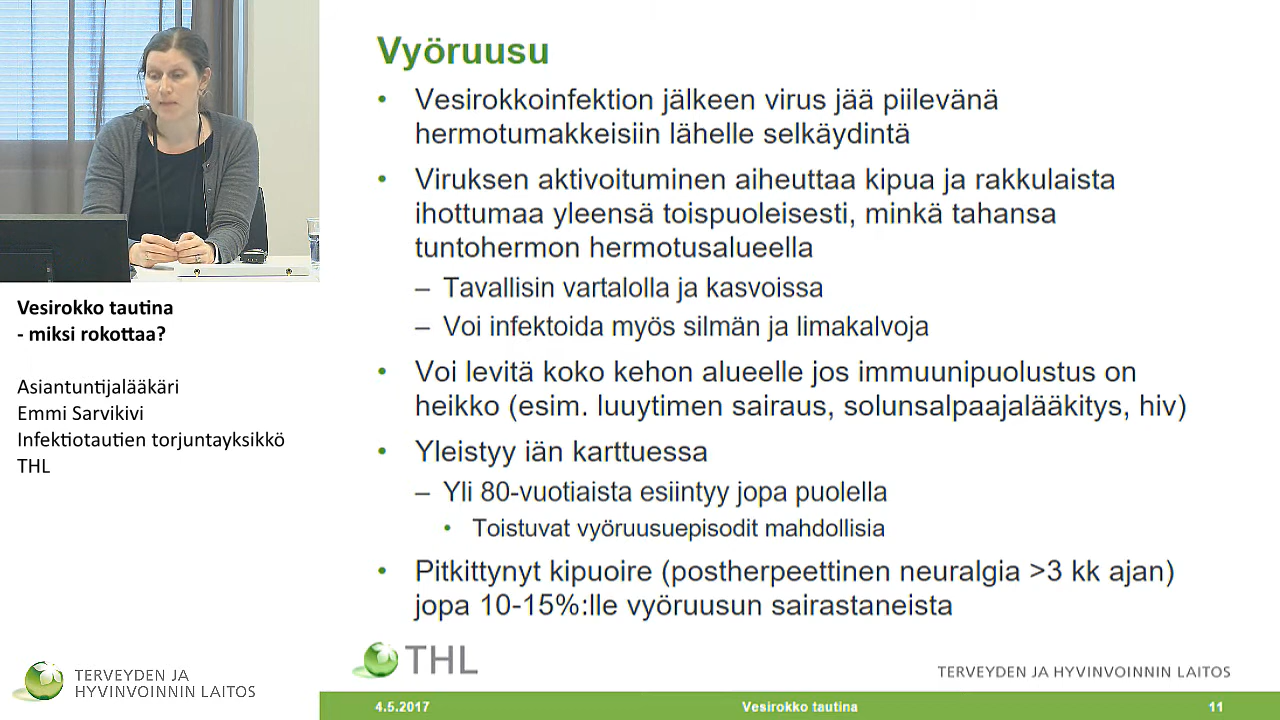 Vyöruusu
• Vesirokkoinfektion jälkeen virus jää piilevänä
hermotumakkeisiin lähelle selkäydintä
• Viruksen aktivoituminen aiheuttaa kipua ja rakkulaista
ihottumaa yleensä toispuoleisesti, minkä tahansa
tuntohermon hermotusalueella
– Tavallisin vartalolla ja kasvoissa
– Voi infektoida myös silmän ja limakalvoja
• Voi levitä koko kehon alueelle jos immuunipuolustus on
heikko (esim. luuytimen sairaus, solunsalpaajalääkitys, hiv)
• Yleistyy iän karttuessa
– Yli 80-vuotiaista esiintyy jopa puolella
• Toistuvat vyöruusuepisodit mahdollisia
• Pitkittynyt kipuoire (postherpeettinen neuralgia >3 kk ajan)
jopa 10-15%:lle vyöruusun sairastaneista
THL
TERVEYDEN JA HYVINVOINNIN LAITOS
4.5.2017 Vesirokko tautina 11
Vesirokko tautina
- miksi rokottaa?
Asiantuntijalääkäri
Emmi Sarvikivi
Infektiotautien torjuntayksikkö
THL
TERVEYDEN JA
HYVINVOINNIN LAITOS